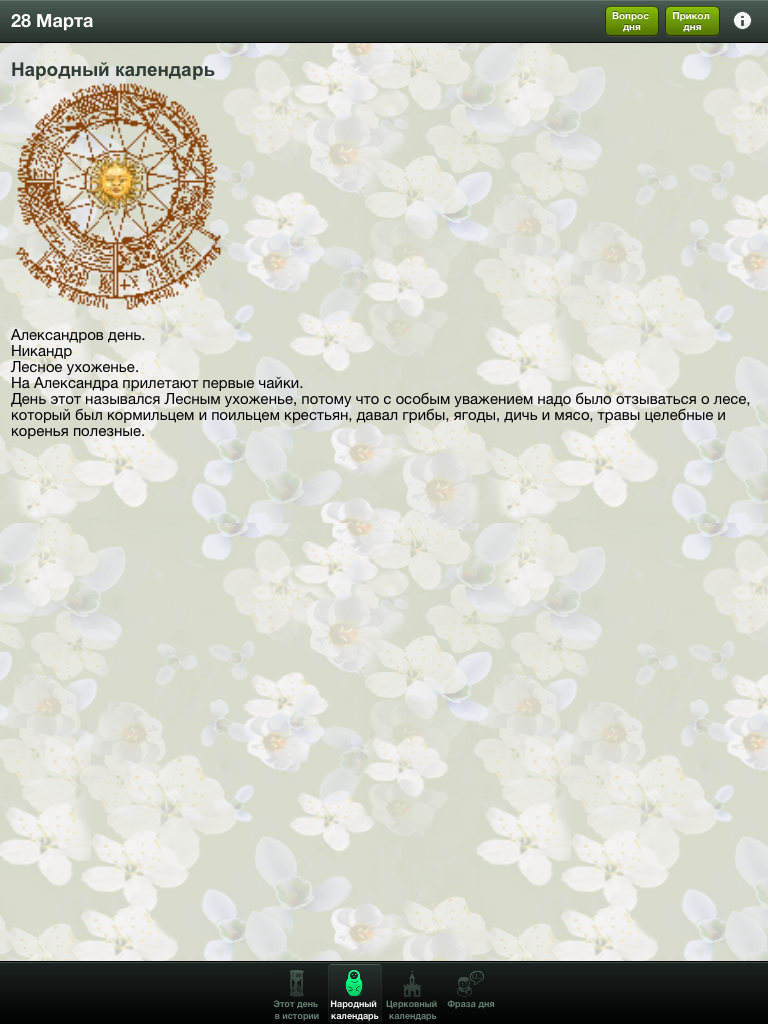 28 Марта
Вопрос
дня
Прикол
дня
Народный календарь
Александров день.
Никандр
Лесное ухоженье.
На Александра прилетают первые чайки.
День этот назывался Лесным ухоженье, потому что с особым уважением надо было отзываться о лесе,
который был кормильцем и поильцем крестьян, давал грибы, ягоды, дичь и мясо, травы целебные и
коренья полезные.
Этот день
в истории
Народный
календарь
Церковный
календарь
Фраза дня